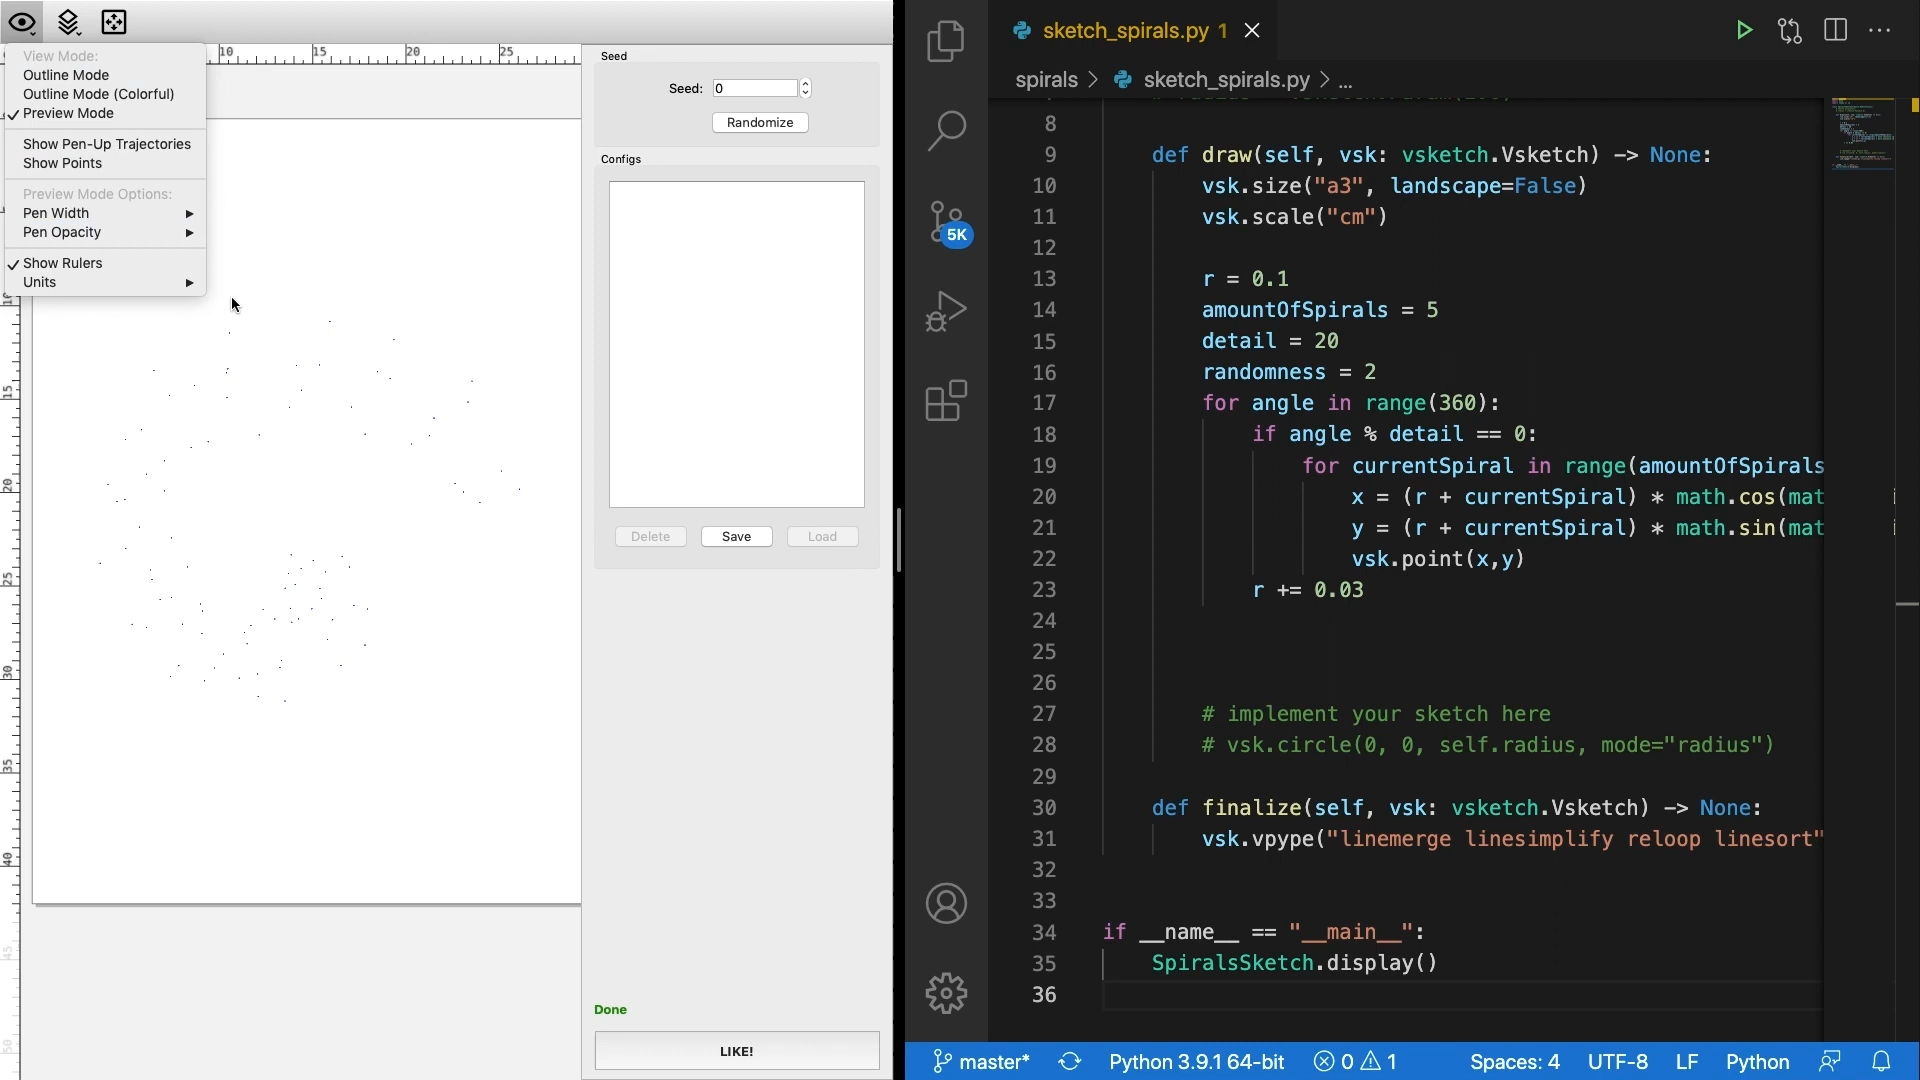 View Mode:
Outline Mode
Outline Mode (Colorful)
Preview Mode
Show Pen-Up Trajectories
Show Points
Preview Mode Options:
Pen Width
Pen Opacity
Show Rulers
Units
10 15 20 25
15
20
25
30
35
40
45
50
Seed
Seed: 0
Randomize
Configs
Delete Save Load
Done
LIKE!
sketch_spirals.py 1
spirals > sketch_spirals.py > ...
5K
8
9 def draw(self, vsk: vsketch.Vsketch) -> None:
10 vsk.size("a3", landscape=False)
11 vsk.scale("cm")
12
13 r = 0.1
14 amountOfSpirals = 5
15 detail = 20
16 randomness = 2
17 for angle in range(360):
18 if angle % detail == 0:
19 for currentSpiral in range(amountOfSpirals
20 x = (r + currentSpiral) * math.cos(mat
21 y = (r + currentSpiral) * math.sin(mat
22 vsk.point(x,y)
23 r += 0.03
24
25
26
27 # implement your sketch here
28 # vsk.circle(0, 0, self.radius, mode="radius")
29
30 def finalize(self, vsk: vsketch.Vsketch) -> None:
31 vsk.vpype("linemerge linesimplify reloop linesort"
32
33
34 if __name__ == "__main__":
35 SpiralsSketch.display()
36
master* Python 3.9.1 64-bit 0 1 Spaces: 4 UTF-8 LF Python